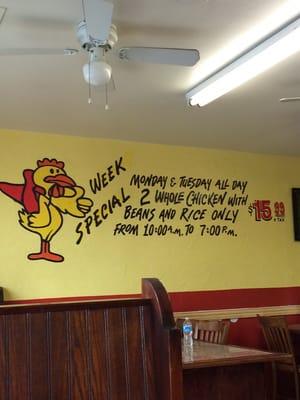 WEEK
SPECIAL
MONDAY & TUESDAY ALL DAY
2 WHOLE CHICKEN WITH
BEANS AND RICE ONLY
FROM 10:00A.M. TO 7:00P.M.
$15.99
+ TAX